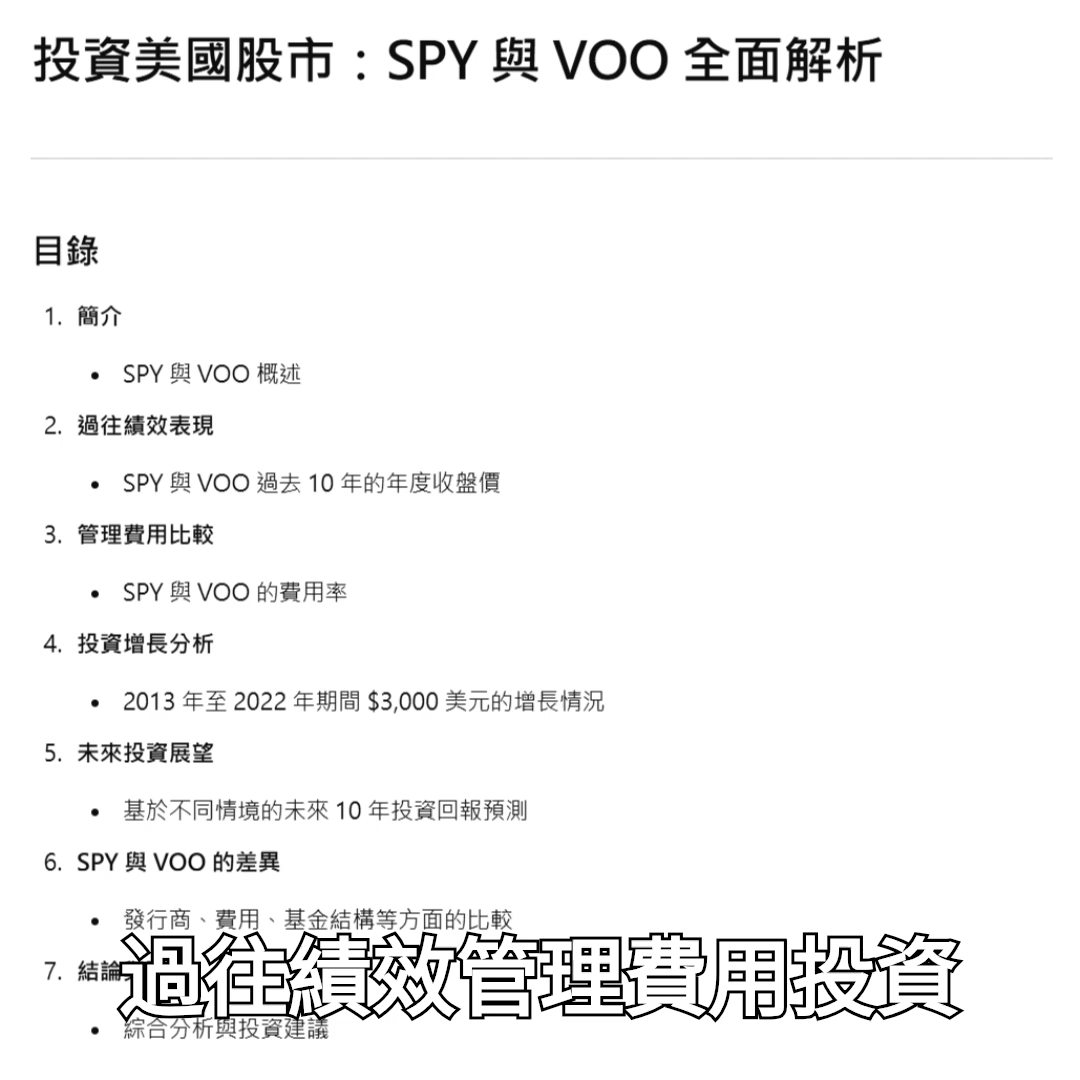 投資美國股市：SPY 與 VOO 全面解析
目錄
1. 簡介
• SPY 與 VOO 概述
2. 過往績效表現
• SPY 與 VOO 過去 10 年的年度收盤價
3. 管理費用比較
• SPY 與 VOO 的費用率
4. 投資增長分析
• 2013 年至 2022 年期間 $3,000 美元的增長情況
5. 未來投資展望
• 基於不同情境的未來 10 年投資回報預測
6. SPY 與 VOO 的差異
• 發行商、費用、基金結構等方面的比較
7. 結論
過往績效管理費用投資
• 綜合分析與投資建議